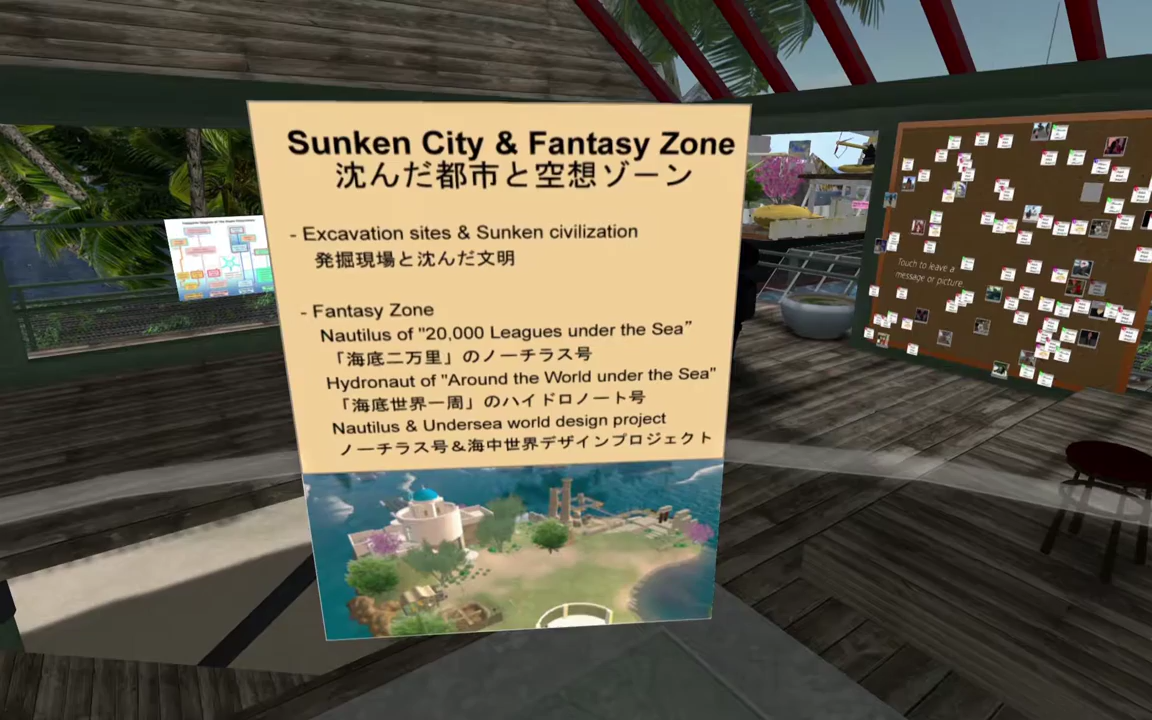 Sunken City & Fantasy Zone
沈んだ都市と空想ゾーン
- Excavation sites & Sunken civilization
発掘現場と沈んだ文明
- Fantasy Zone
Nautilus of "20,000 Leagues under the Sea”
「海底二万里」のノーチラス号
Hydronaut of "Around the World under the Sea"
「海底世界一周」のハイドロノート号
Nautilus & Undersea world design project
ノーチラス号＆海中世界デザインプロジェクト
Touch to leave a
message or picture